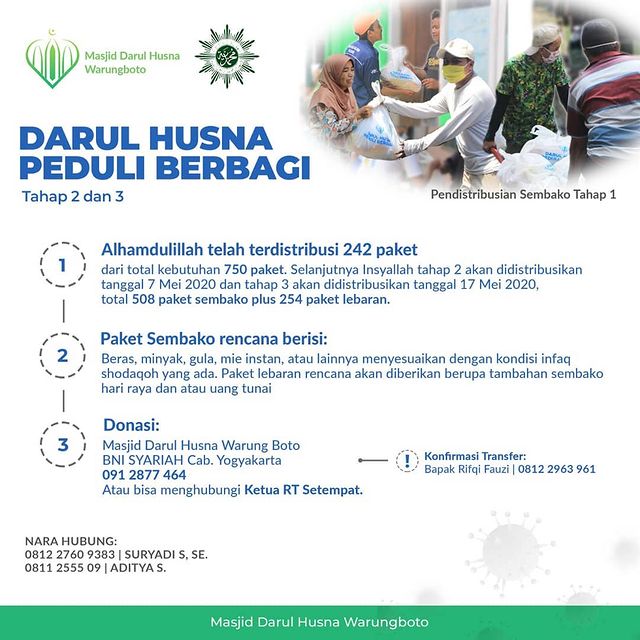 Masjid Darul Husna
Warungboto
DARUL HUSNA
PEDULI BERBAGI
Tahap 2 dan 3
Pendistribusian Sembako Tahap 1
1
Alhamdulillah telah terdistribusi 242 paket
dari total kebutuhan 750 paket. Selanjutnya Insyallah tahap 2 akan didistribusikan
tanggal 7 Mei 2020 dan tahap 3 akan didistribusikan tanggal 17 Mei 2020,
total 508 paket sembako plus 254 paket lebaran.
2
Paket Sembako rencana berisi:
Beras, minyak, gula, mie instan, atau lainnya menyesuaikan dengan kondisi infaq
shodaqoh yang ada. Paket lebaran rencana akan diberikan berupa tambahan sembako
hari raya dan atau uang tunai
3
Donasi:
Masjid Darul Husna Warung Boto
BNI SYARIAH Cab. Yogyakarta
091 2877 464
Atau bisa menghubungi Ketua RT Setempat.
!
Konfirmasi Transfer:
Bapak Rifqi Fauzi | 0812 2963 961
NARA HUBUNG:
0812 2760 9383 | SURYADI S, SE.
0811 2555 09 | ADITYA S.
Masjid Darul Husna Warungboto